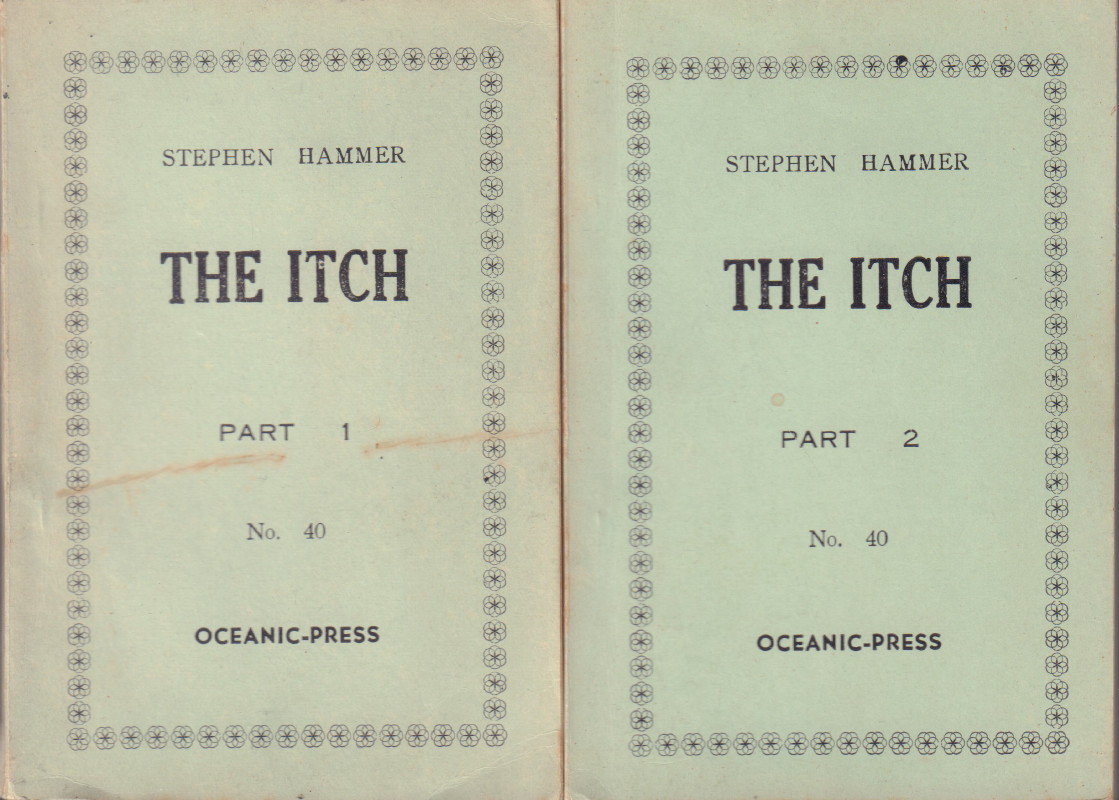 STEPHEN HAMMER
THE ITCH
PART 1
No. 40
OCEANIC-PRESS
STEPHEN HAMMER
THE ITCH
PART 2
No. 40
OCEANIC-PRESS